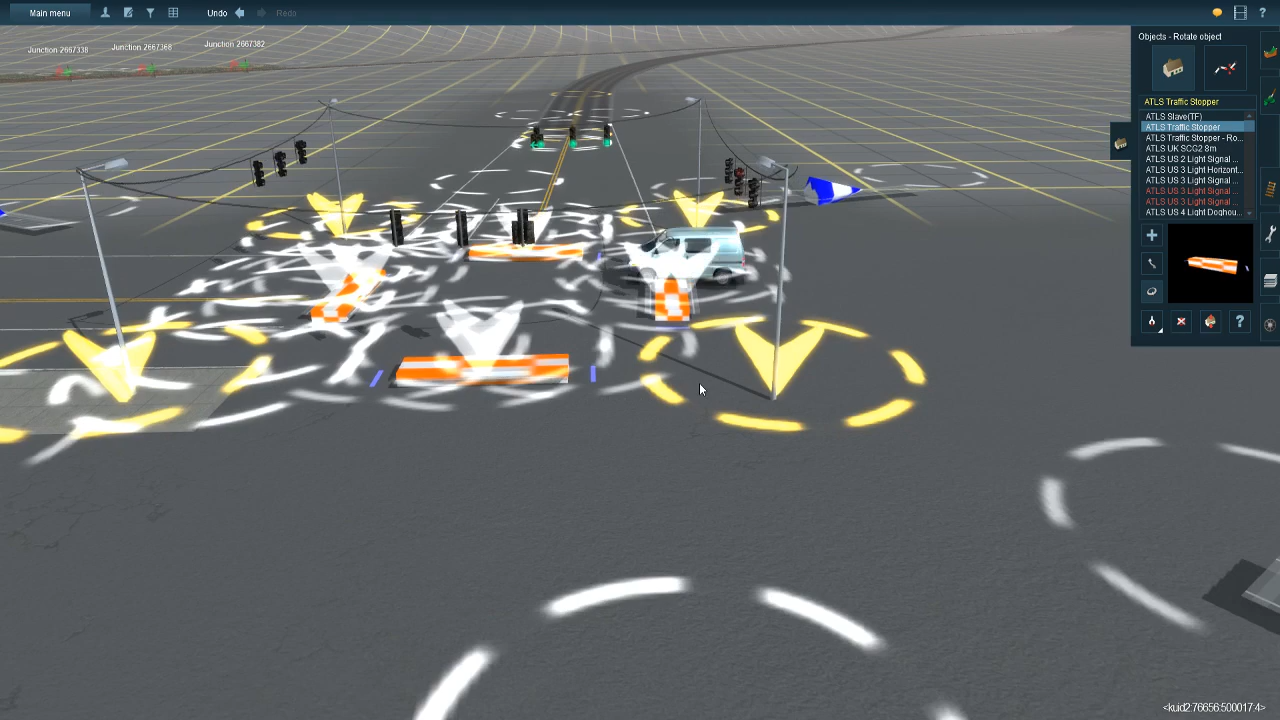 Main menu
Undo
Redo
Junction 2667338
Junction 2667368
Junction 2667382
Objects - Rotate object
ATLS Traffic Stopper
ATLS Slave(TF)
ATLS Traffic Stopper
ATLS Traffic Stopper - Ro...
ATLS UK SCG2 8m
ATLS US 2 Light Signal ...
ATLS US 3 Light Horizont...
ATLS US 3 Light Signal ...
ATLS US 3 Light Signal ...
ATLS US 3 Light Signal ...
ATLS US 4 Light Doghou...
?
?
<kuid2:76656:500017:4>